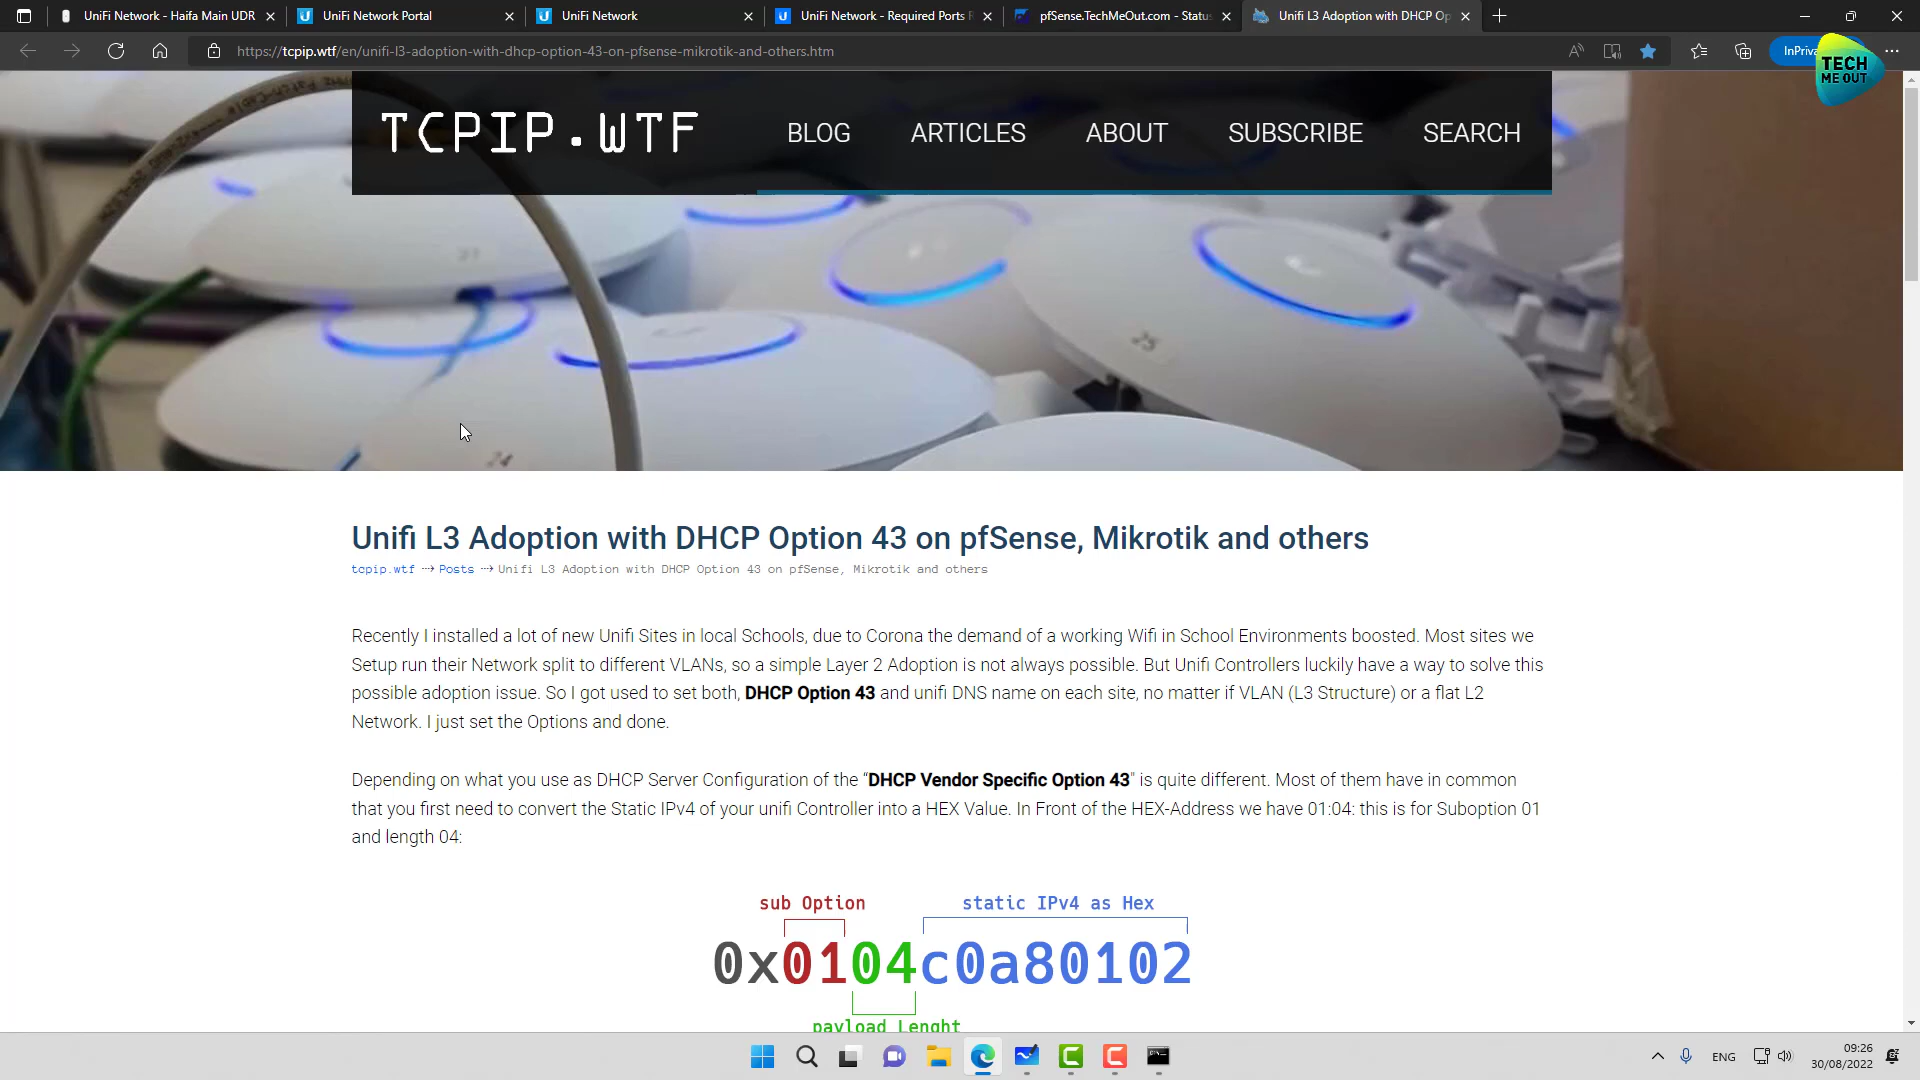 UniFi Network - Haifa Main UDR
UniFi Network Portal
UniFi Network
UniFi Network - Required Ports R
pfSense.TechMeOut.com - Status
Unifi L3 Adoption with DHCP Op
https://tcpip.wtf/en/unifi-l3-adoption-with-dhcp-option-43-on-pfsense-mikrotik-and-others.htm
InPriva
TECH
ME OUT
TCPIP.WTF
BLOG
ARTICLES
ABOUT
SUBSCRIBE
SEARCH
21
25
24
Unifi L3 Adoption with DHCP Option 43 on pfSense, Mikrotik and others
tcpip.wtf ⇢ Posts ⇢ Unifi L3 Adoption with DHCP Option 43 on pfSense, Mikrotik and others
Recently I installed a lot of new Unifi Sites in local Schools, due to Corona the demand of a working Wifi in School Environments boosted. Most sites we
Setup run their Network split to different VLANs, so a simple Layer 2 Adoption is not always possible. But Unifi Controllers luckily have a way to solve this
possible adoption issue. So I got used to set both, DHCP Option 43 and unifi DNS name on each site, no matter if VLAN (L3 Structure) or a flat L2
Network. I just set the Options and done.
Depending on what you use as DHCP Server Configuration of the “DHCP Vendor Specific Option 43” is quite different. Most of them have in common
that you first need to convert the Static IPv4 of your unifi Controller into a HEX Value. In Front of the HEX-Address we have 01:04: this is for Suboption 01
and length 04:
sub Option
static IPv4 as Hex
0x0104c0a80102
payload Lenght
ENG
09:26
30/08/2022